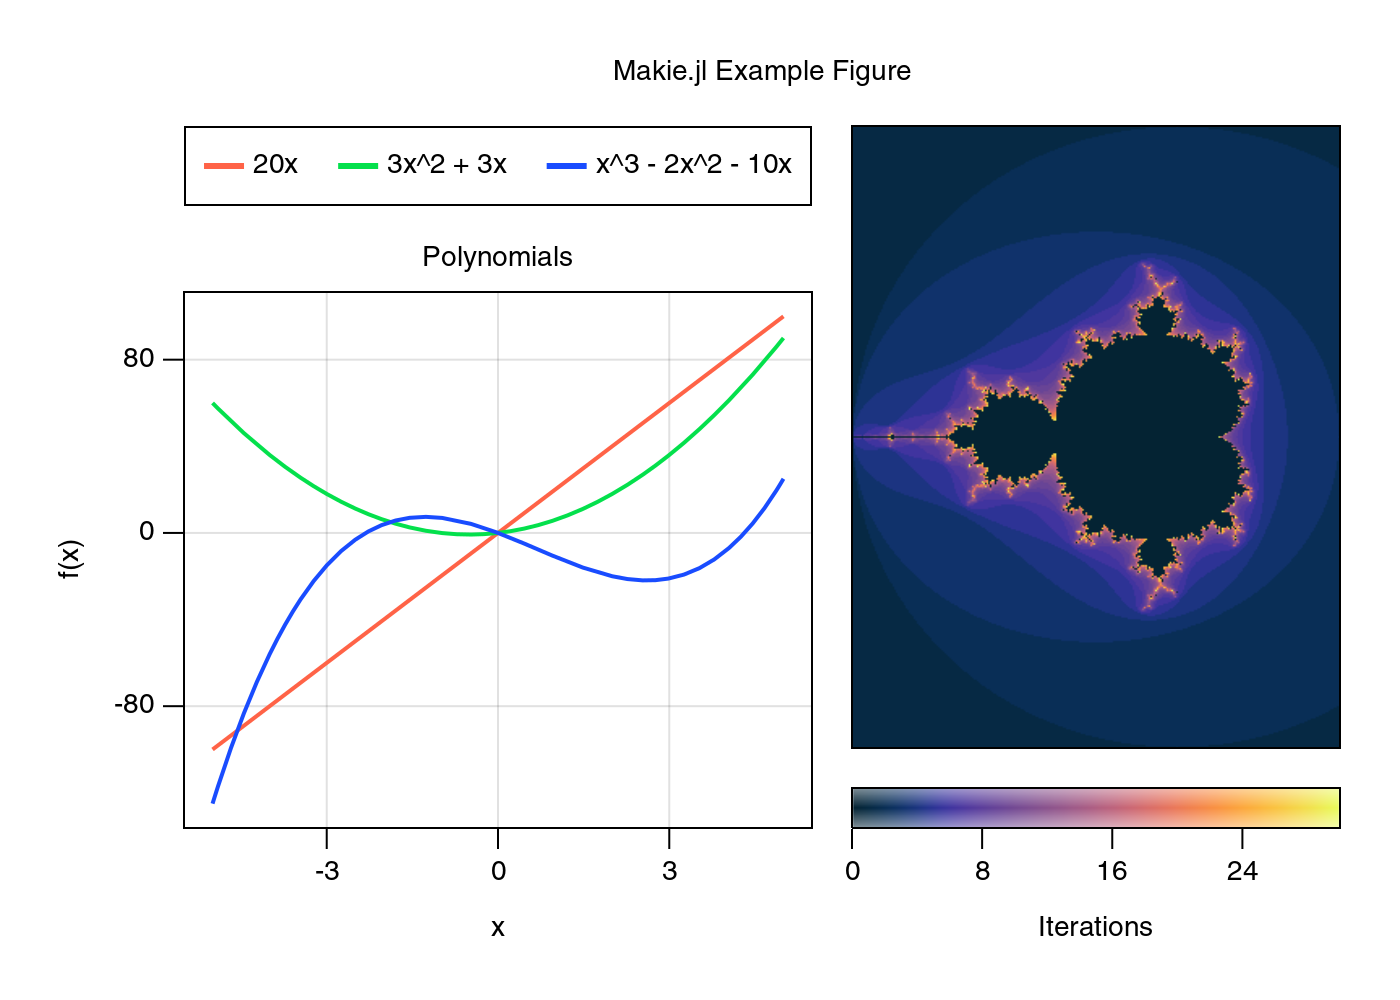 Makie.jl Example Figure
20x 3x^2 + 3x x^3 - 2x^2 - 10x
Polynomials
80
0
-80
f(x)
-3 0 3
x
0 8 16 24
Iterations